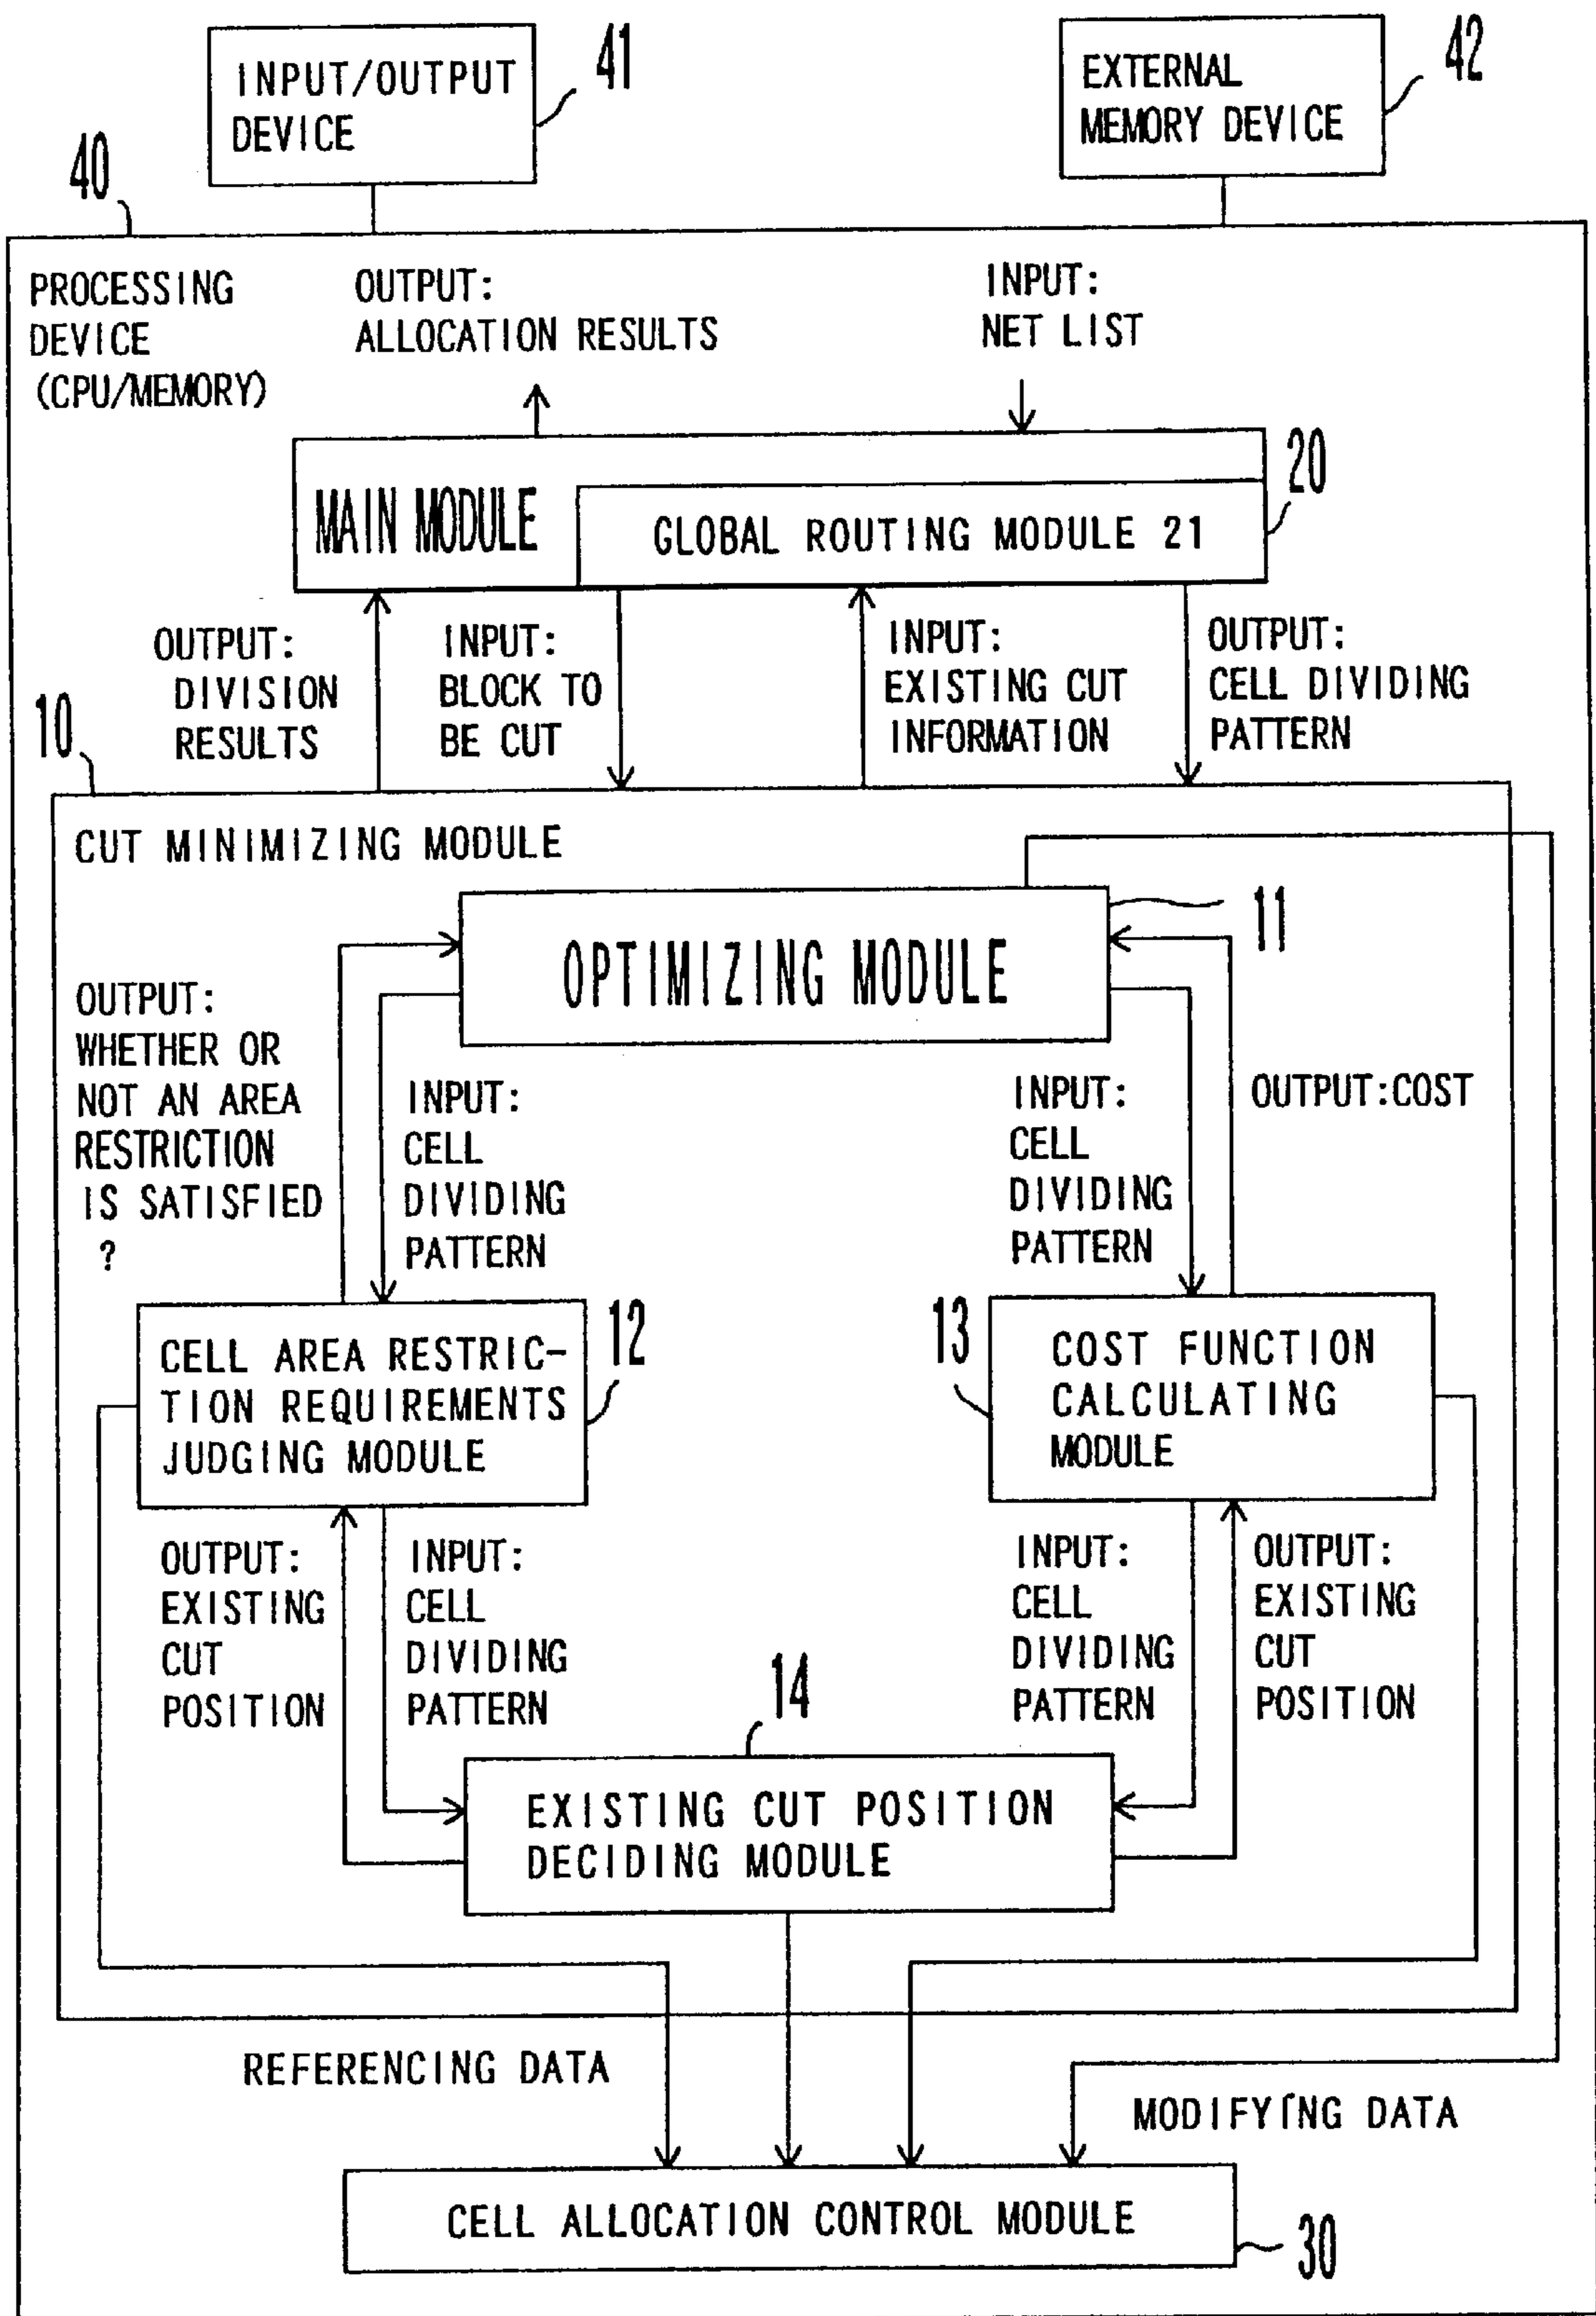 INPUT/OUTPUT
DEVICE
41
EXTERNAL
MEMORY DEVICE
42
40
PROCESSING
DEVICE
(CPU/MEMORY)
OUTPUT:
ALLOCATION RESULTS
INPUT:
NET LIST
MAIN MODULE
GLOBAL ROUTING MODULE 21
20
OUTPUT:
DIVISION
RESULTS
INPUT:
BLOCK TO
BE CUT
INPUT:
EXISTING CUT
INFORMATION
OUTPUT:
CELL DIVIDING
PATTERN
10
CUT MINIMIZING MODULE
OPTIMIZING MODULE
11
OUTPUT:
WHETHER OR
NOT AN AREA
RESTRICTION
IS SATISFIED
?
INPUT:
CELL
DIVIDING
PATTERN
INPUT:
CELL
DIVIDING
PATTERN
OUTPUT:COST
CELL AREA RESTRIC-
TION REQUIREMENTS
JUDGING MODULE
12
13
COST FUNCTION
CALCULATING
MODULE
OUTPUT:
EXISTING
CUT
POSITION
INPUT:
CELL
DIVIDING
PATTERN
INPUT:
CELL
DIVIDING
PATTERN
OUTPUT:
EXISTING
CUT
POSITION
14
EXISTING CUT POSITION
DECIDING MODULE
REFERENCING DATA
MODIFYING DATA
CELL ALLOCATION CONTROL MODULE
30